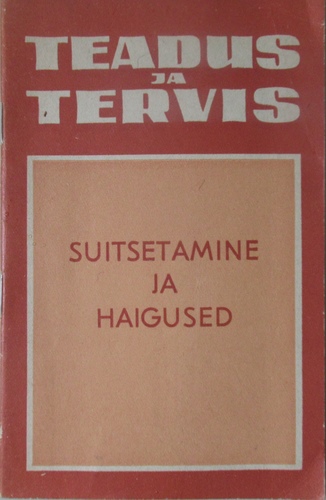 TEADUS
JA
TERVIS
SUITSETAMINE
JA
HAIGUSED